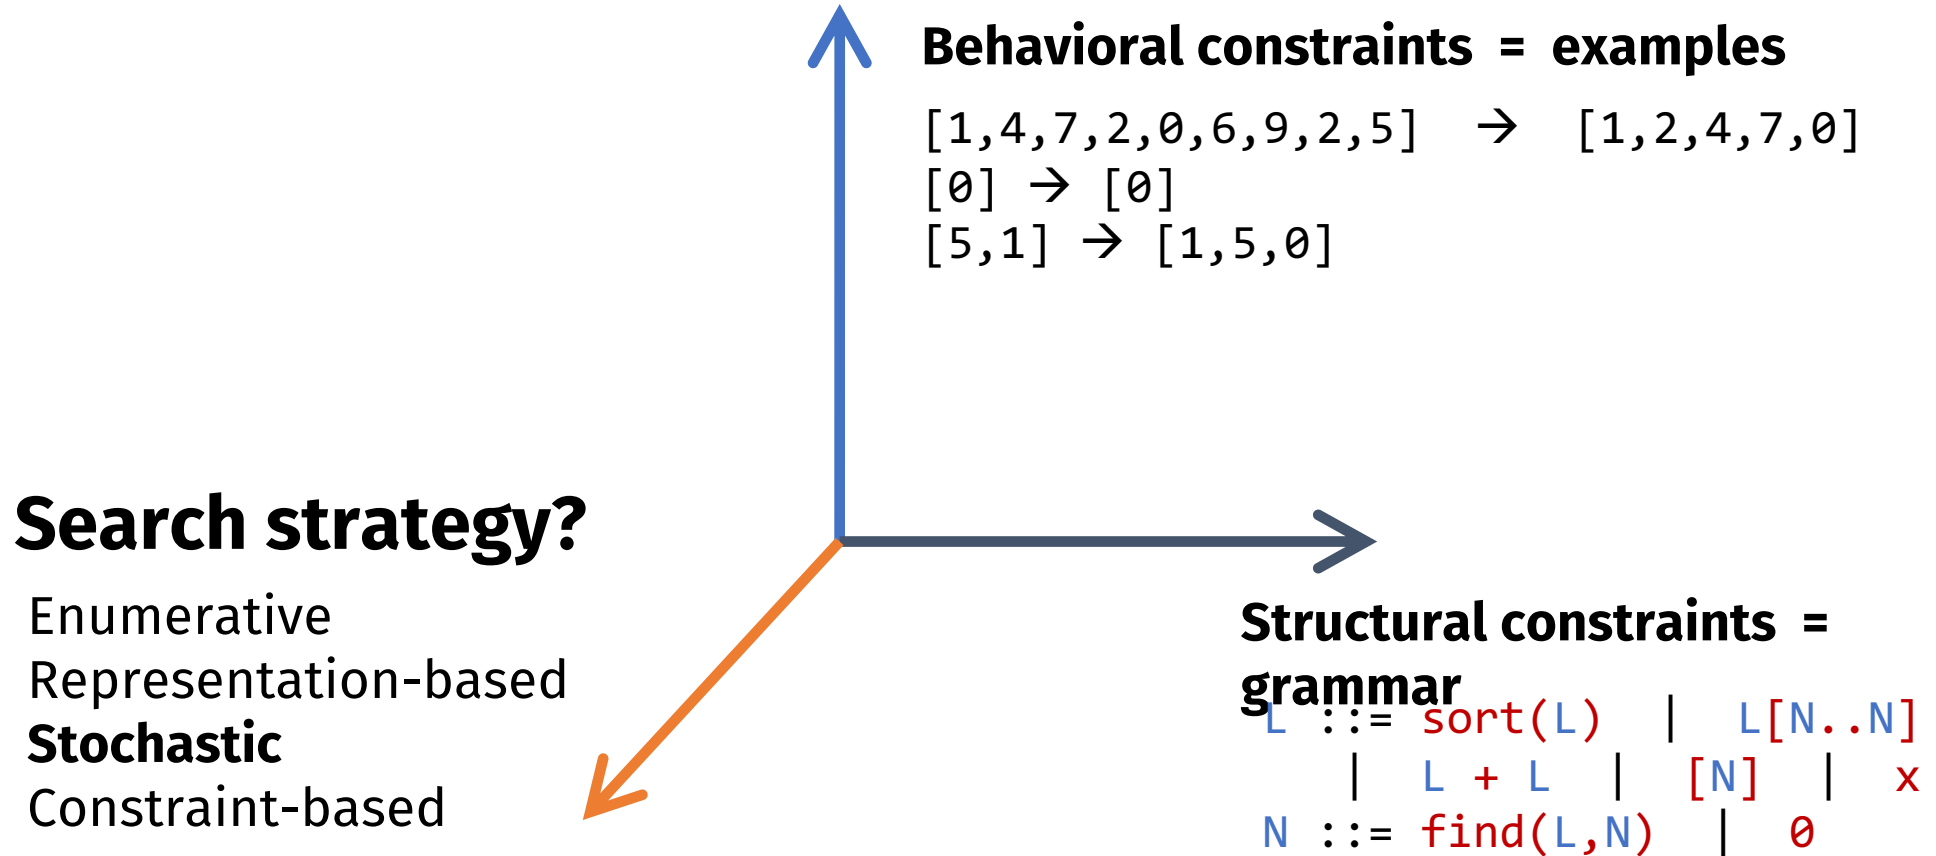 Behavioral constraints = examples
[1,4,7,2,0,6,9,2,5] → [1,2,4,7,0]
[0] → [0]
[5,1] → [1,5,0]
Search strategy?
Enumerative
Representation-based
Stochastic
Constraint-based
Structural constraints =
grammar
L ::= sort(L) | L[N..N]
| L + L | [N] | x
N ::= find(L,N) | 0